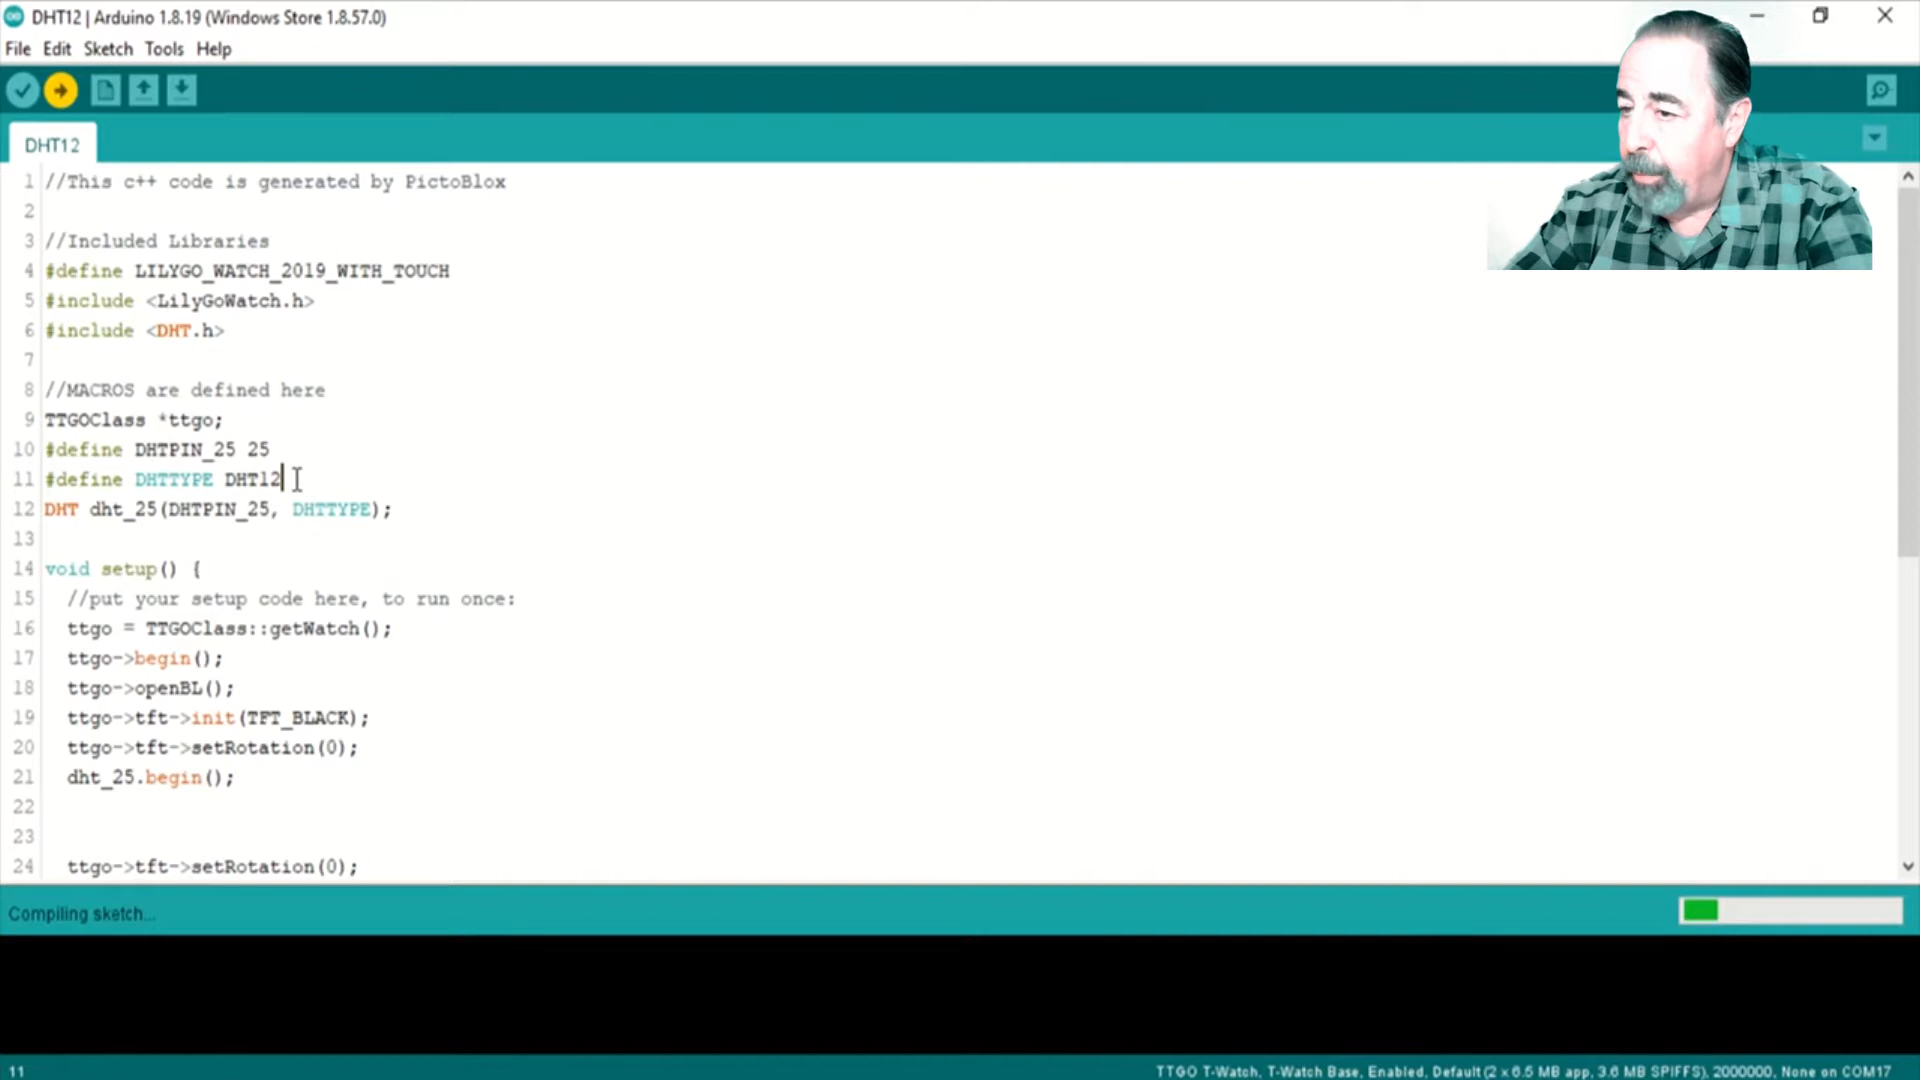 DHT12 | Arduino 1.8.19 (Windows Store 1.8.57.0)
File Edit Sketch Tools Help
DHT12
1 //This c++ code is generated by PictoBlox
2
3 //Included Libraries
4 #define LILYGO_WATCH_2019_WITH_TOUCH
5 #include <LilyGoWatch.h>
6 #include <DHT.h>
7
8 //MACROS are defined here
9 TTGOClass *ttgo;
10 #define DHTPIN_25 25
11 #define DHTTYPE DHT12
12 DHT dht_25(DHTPIN_25, DHTTYPE);
13
14 void setup() {
15 //put your setup code here, to run once:
16 ttgo = TTGOClass::getWatch();
17 ttgo->begin();
18 ttgo->openBL();
19 ttgo->tft->init(TFT_BLACK);
20 ttgo->tft->setRotation(0);
21 dht_25.begin();
22
23
24 ttgo->tft->setRotation(0);
Compiling sketch...
11 TTGO T-Watch, T-Watch Base, Enabled, Default (2 x 6.5 MB app, 3.6 MB SPIFFS), 2000000, None on COM17